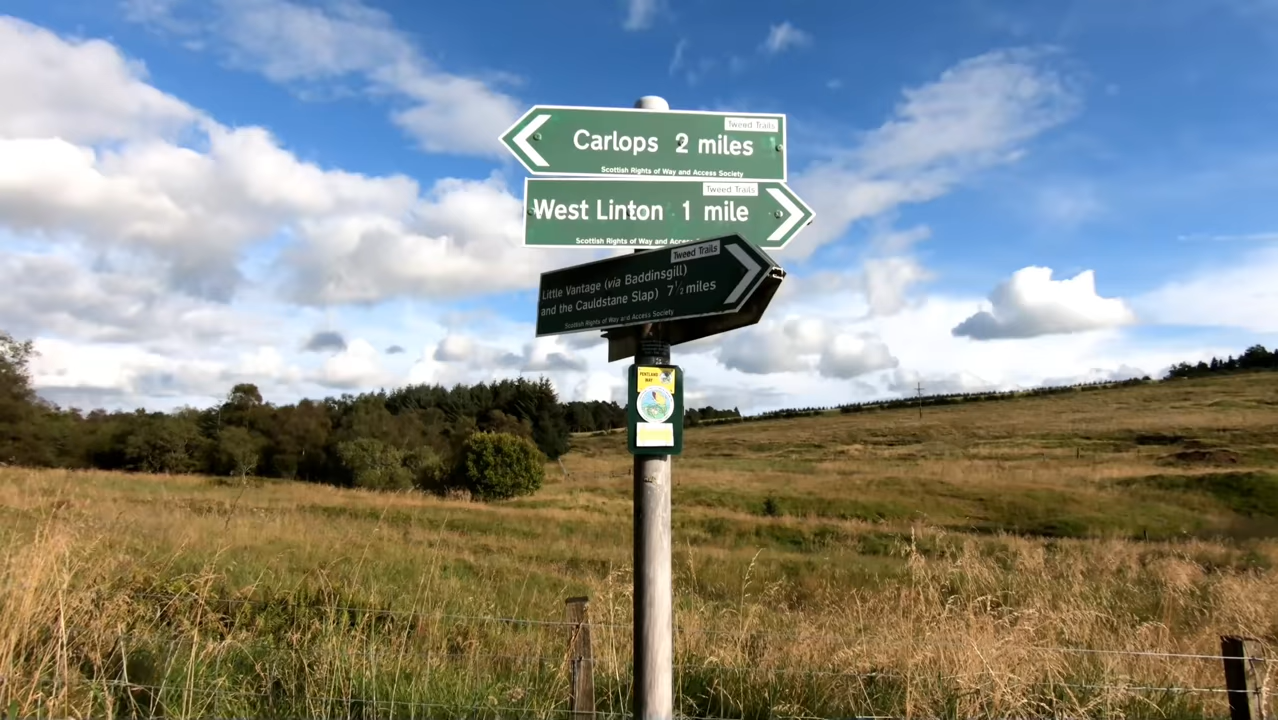 Tweed Trails
Carlops 2 miles
Scottish Rights of Way and Access Society
Tweed Trails
West Linton 1 mile
Scottish Rights of Way and Access
Tweed Trails
Little Vantage (via Baddinsgill)
and the Cauldstane Slap) 7½ miles
Scottish Rights of Way and Access Society
PENTLAND
WAY